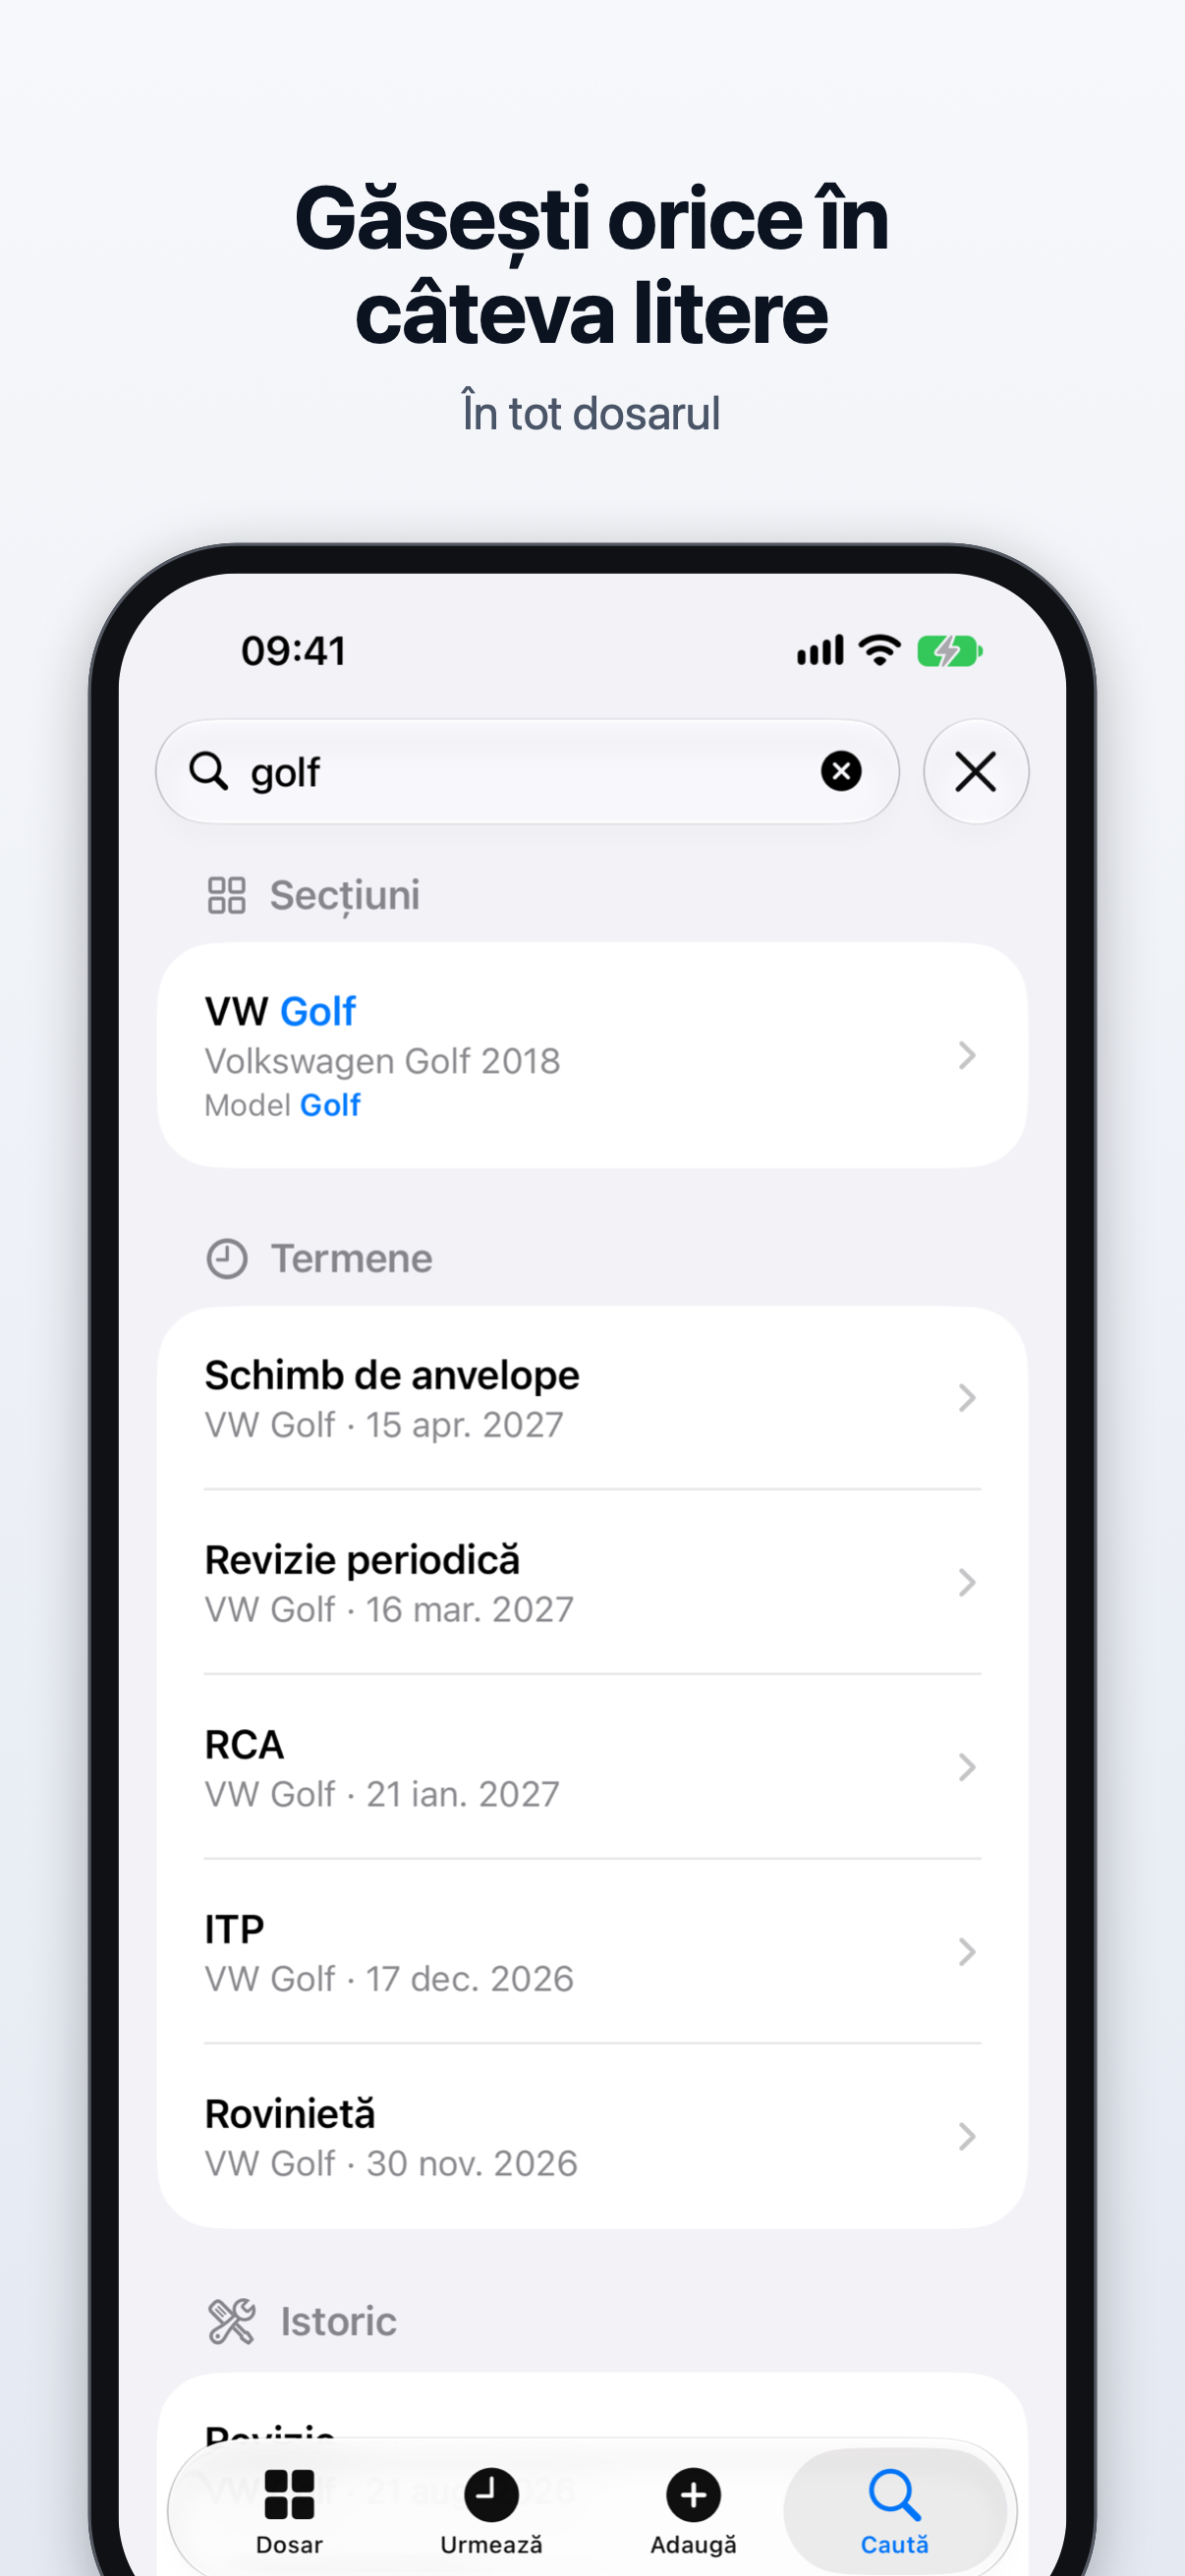 Găsești orice în
câteva litere
În tot dosarul
09:41
golf
Secțiuni
VW Golf
Volkswagen Golf 2018
Model Golf
Termene
Schimb de anvelope
VW Golf · 15 apr. 2027
Revizie periodică
VW Golf · 16 mar. 2027
RCA
VW Golf · 21 ian. 2027
ITP
VW Golf · 17 dec. 2026
Rovinietă
VW Golf · 30 nov. 2026
Istoric
Revizie
Dosar
Urmează
Adaugă
Caută